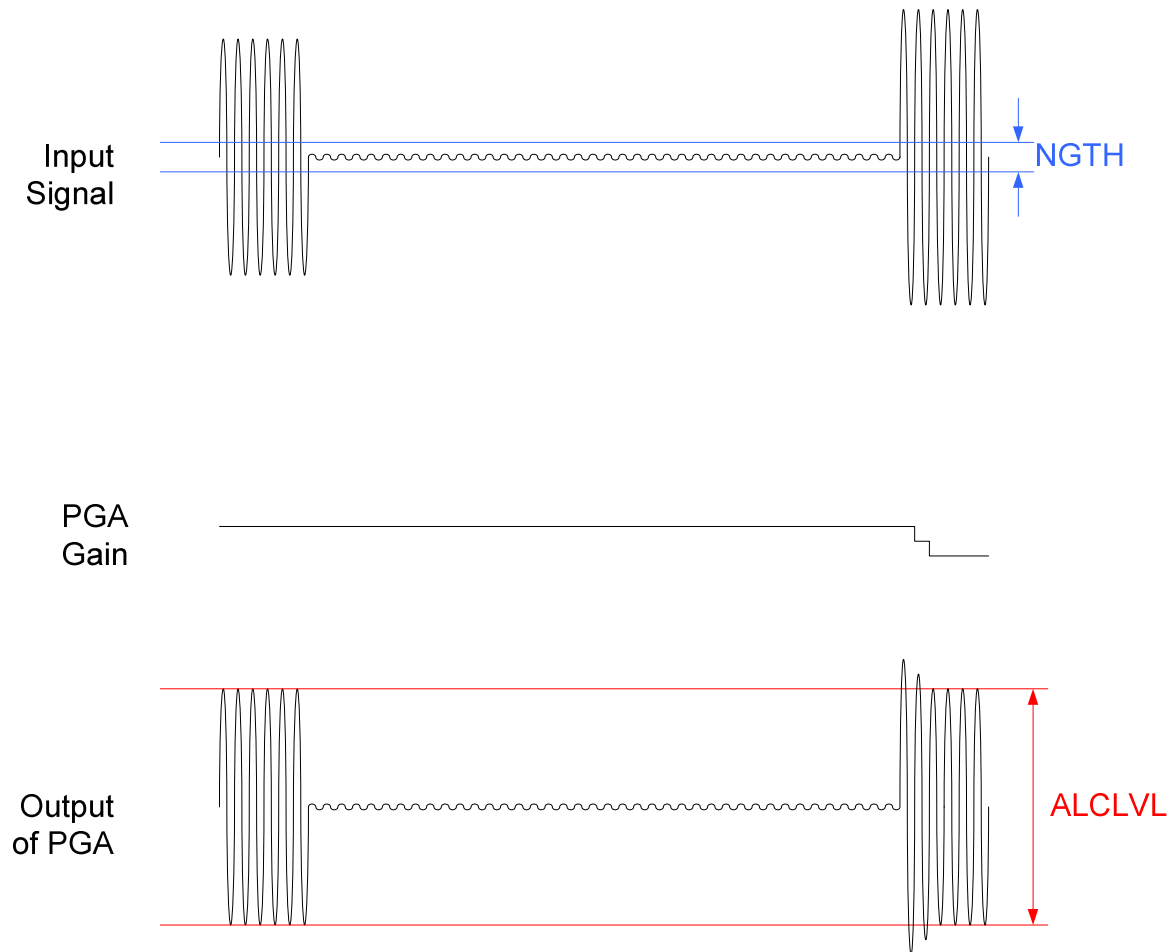 Input
Signal
NGTH
PGA
Gain
Output
of PGA
ALCLVL